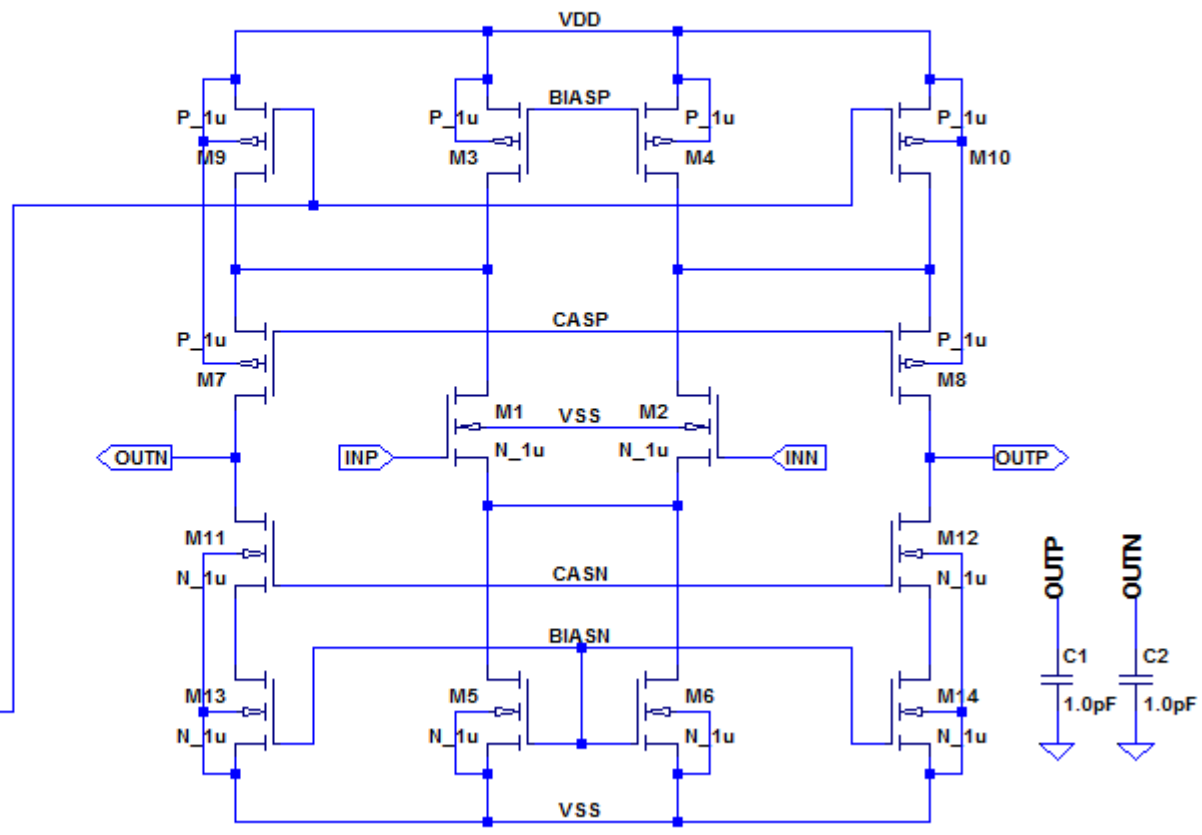 VDD
P_1u
M9
P_1u
M3
BIASP
P_1u
M4
P_1u
M10
P_1u
M7
CASP
P_1u
M8
M1
VSS
M2
OUTN
INP
N_1u
N_1u
INN
OUTP
M11
N_1u
CASN
M12
N_1u
OUTP
OUTN
BIASN
C1
C2
M13
N_1u
M5
N_1u
M6
N_1u
M14
N_1u
1.0pF
1.0pF
VSS